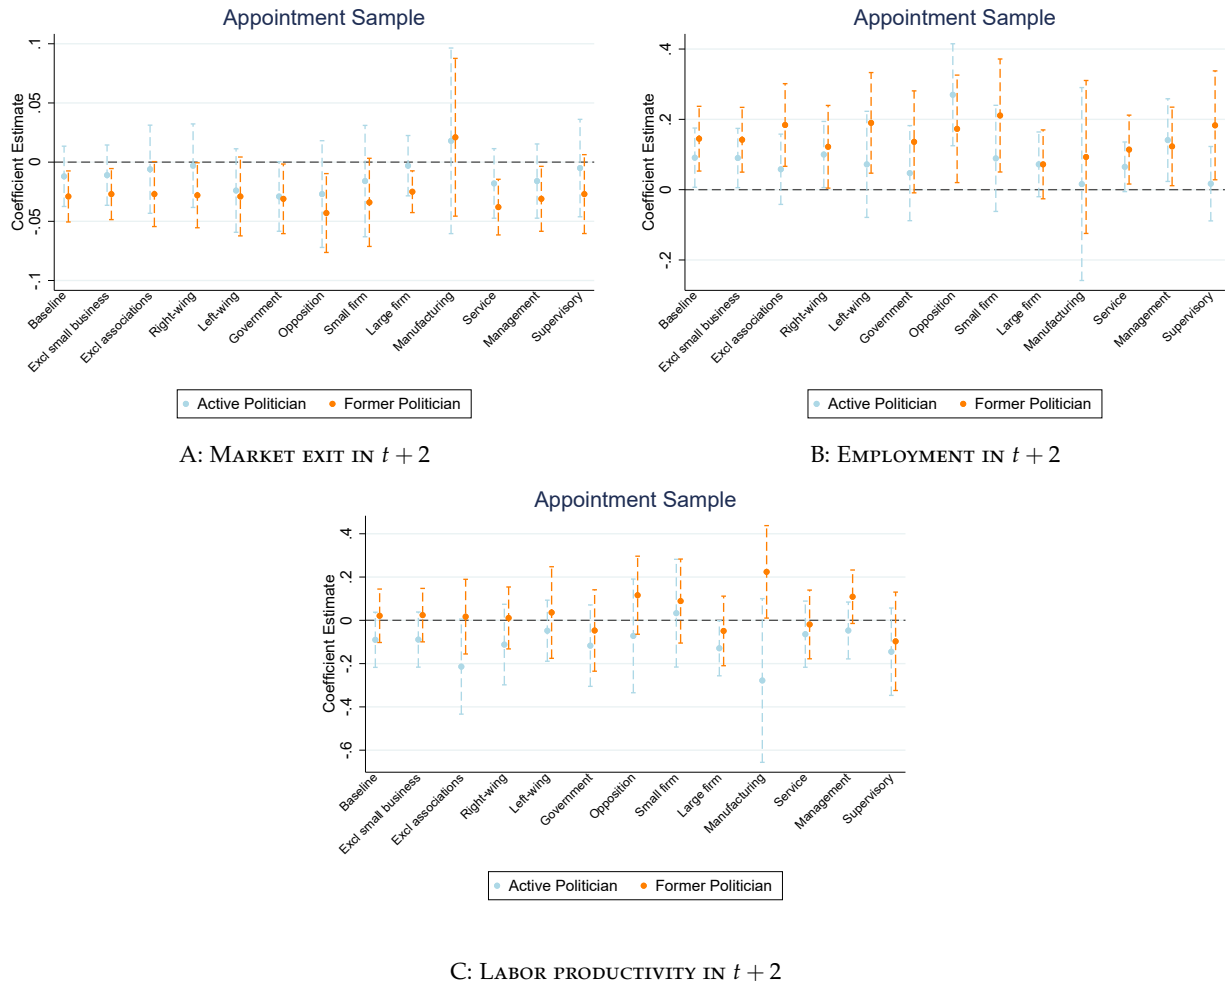 Appointment Sample
Coefficient Estimate
.1
.05
0
-.05
-.1
Baseline
Excl small business
Excl associations
Right-wing
Left-wing
Government
Opposition
Small firm
Large firm
Manufacturing
Service
Management
Supervisory
Active Politician
Former Politician
A: Market exit in t + 2
Appointment Sample
Coefficient Estimate
.4
.2
0
-.2
Baseline
Excl small business
Excl associations
Right-wing
Left-wing
Government
Opposition
Small firm
Large firm
Manufacturing
Service
Management
Supervisory
Active Politician
Former Politician
B: Employment in t + 2
Appointment Sample
Coefficient Estimate
.4
.2
0
-.2
-.4
-.6
Baseline
Excl small business
Excl associations
Right-wing
Left-wing
Government
Opposition
Small firm
Large firm
Manufacturing
Service
Management
Supervisory
Active Politician
Former Politician
C: Labor productivity in t + 2